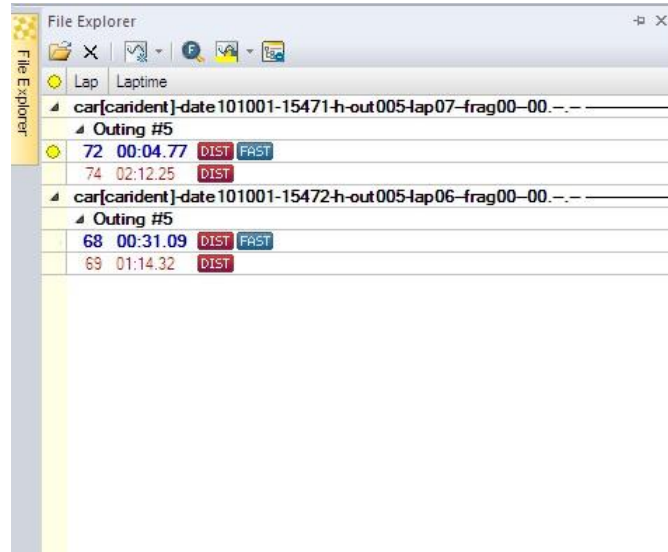 File Explorer
File Explorer
Lap Laptime
car[carident]-date101001-15471-h-out005-lap07--frag00--00.--.--
Outing #5
72 00:04.77 DIST FAST
74 02:12.25 DIST
car[carident]-date101001-15472-h-out005-lap06--frag00--00.--.--
Outing #5
68 00:31.09 DIST FAST
69 01:14.32 DIST